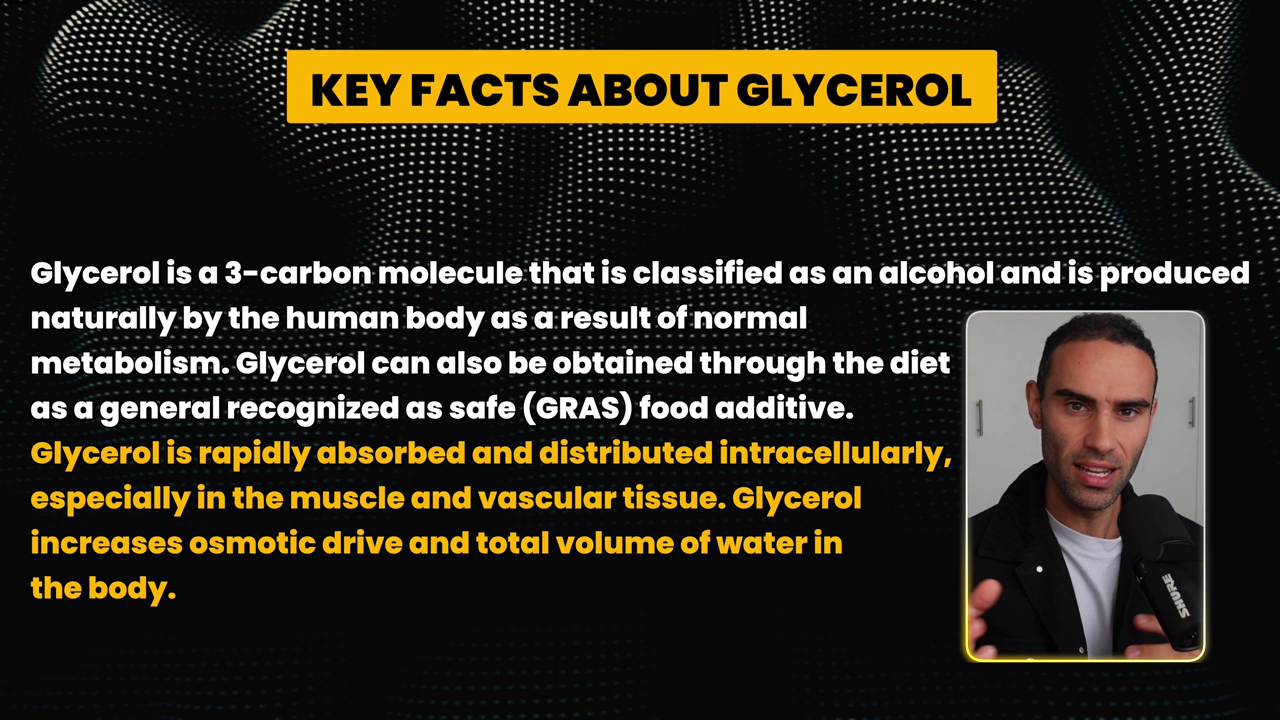 KEY FACTS ABOUT GLYCEROL
Glycerol is a 3-carbon molecule that is classified as an alcohol and is produced
naturally by the human body as a result of normal
metabolism. Glycerol can also be obtained through the diet
as a general recognized as safe (GRAS) food additive.
Glycerol is rapidly absorbed and distributed intracellularly,
especially in the muscle and vascular tissue. Glycerol
increases osmotic drive and total volume of water in
the body.
SHURE